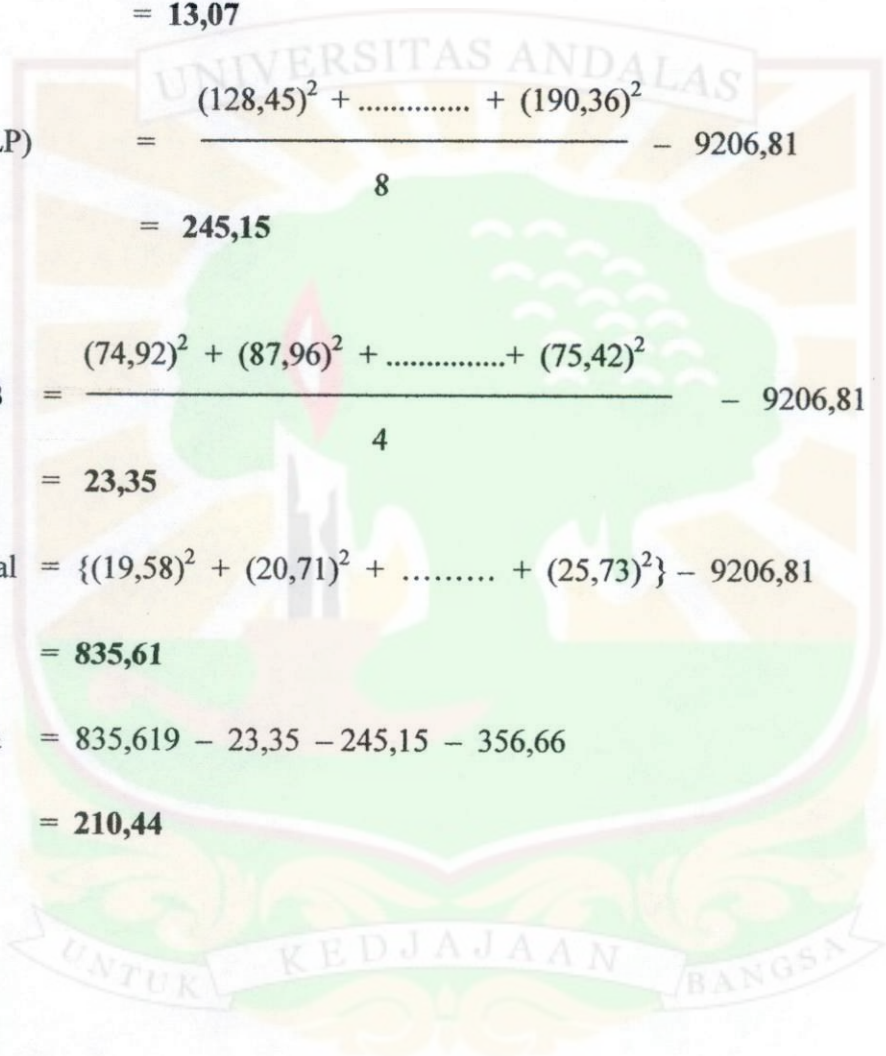 = 13,07
UNIVERSITAS ANDALAS
(128,45)² + .............. + (190,36)²
P) = ———————————— – 9206,81
8
= 245,15
(74,92)² + (87,96)² + ...............+ (75,42)²
= ———————————— – 9206,81
4
= 23,35
al = {(19,58)² + (20,71)² + ......... + (25,73)²} – 9206,81
= 835,61
= 835,619 – 23,35 –245,15 – 356,66
= 210,44
UNTUK KEDJAJAAN BANGSA